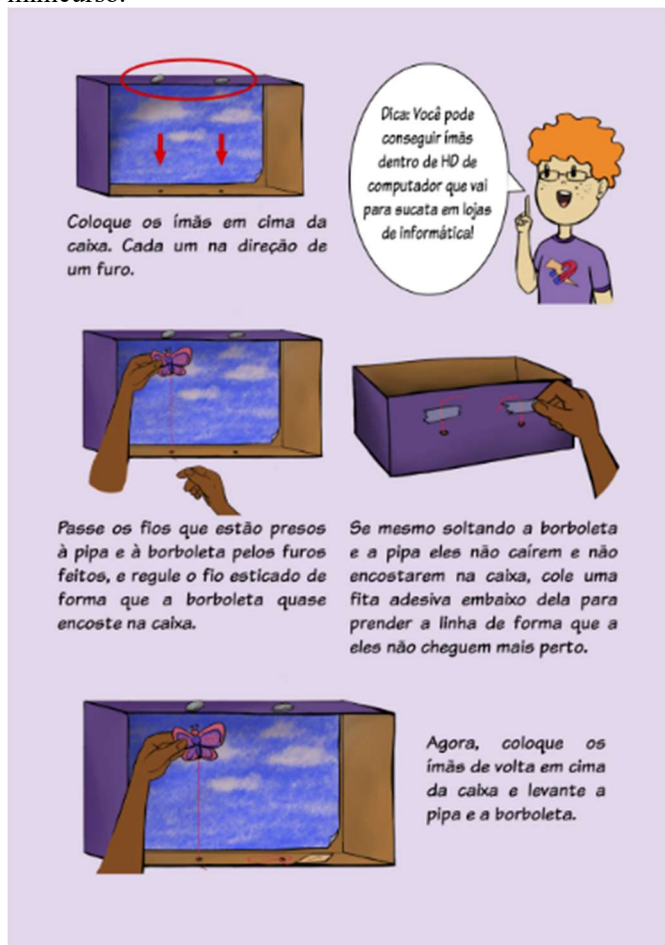 Coloque os ímãs em cima da
caixa. Cada um na direção de
um furo.
Dica: Você pode
conseguir ímãs
dentro de HD de
computador que vai
para sucata em lojas
de informática!
Passe os fios que estão presos
à pipa e à borboleta pelos furos
feitos, e regule o fio esticado de
forma que a borboleta quase
encoste na caixa.
Se mesmo soltando a borboleta
e a pipa eles não caírem e não
encostarem na caixa, cole uma
fita adesiva embaixo dela para
prender a linha de forma que a
eles não cheguem mais perto.
Agora, coloque os
ímãs de volta em cima
da caixa e levante a
pipa e a borboleta.